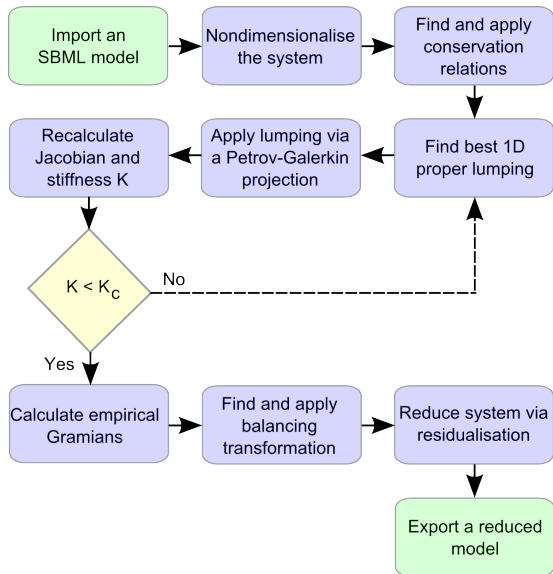 Import an
SBML model
Nondimensionalise
the system
Find and apply
conservation
relations
Find best 1D
proper lumping
Apply lumping via
a Petrov-Galerkin
projection
Recalculate
Jacobian and
stiffness K
K < K_C
No
Yes
Calculate empirical
Gramians
Find and apply
balancing
transformation
Reduce system via
residualisation
Export a reduced
model